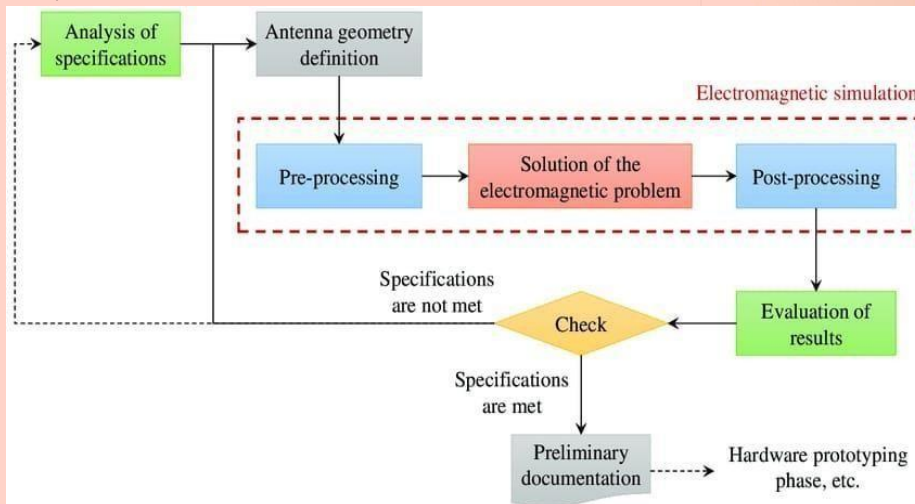 Analysis of
specifications
Antenna geometry
definition
Electromagnetic simulation
Pre-processing
Solution of the
electromagnetic problem
Post-processing
Specifications
are not met
Check
Evaluation of
results
Specifications
are met
Preliminary
documentation
Hardware prototyping
phase, etc.